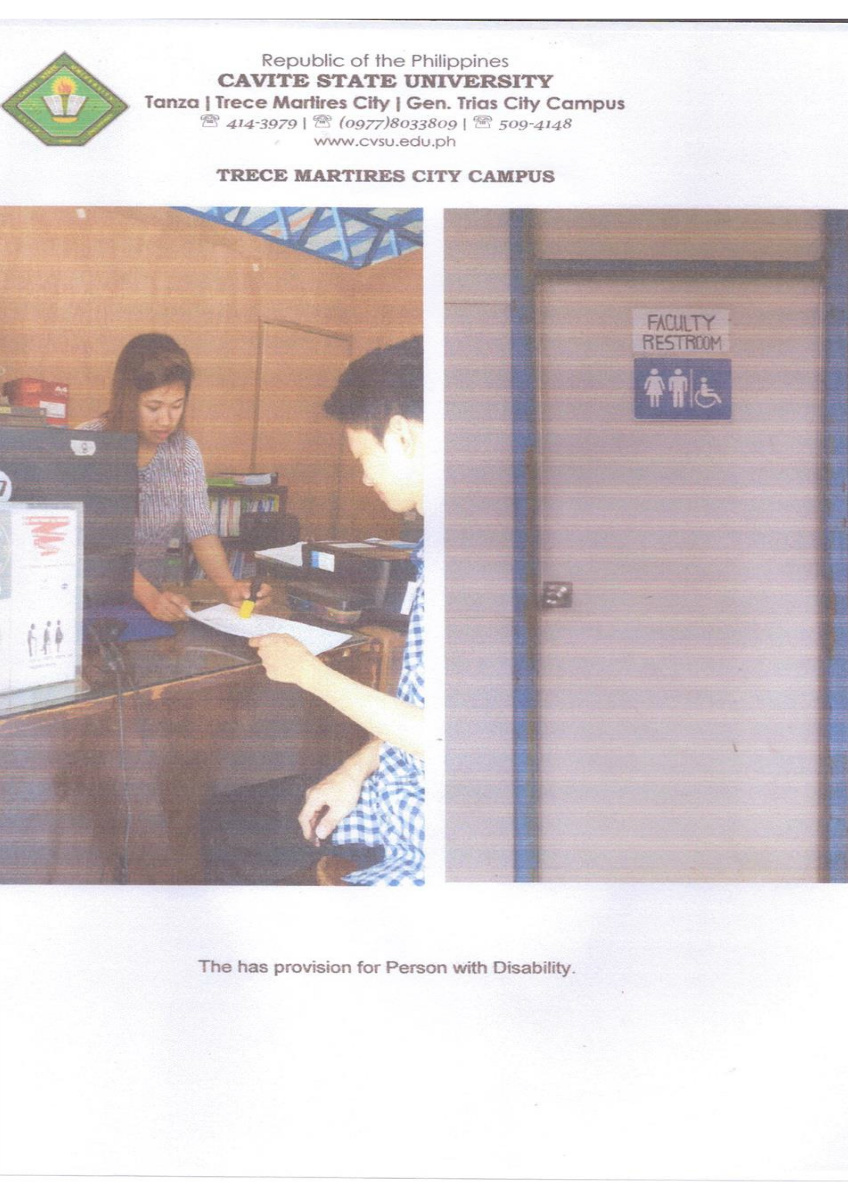 Republic of the Philippines
CAVITE STATE UNIVERSITY
Tanza | Trece Martires City | Gen. Trias City Campus
☏ 414-3979 | ☏ (0977)8033809 | ☏ 509-4148
www.cvsu.edu.ph
TRECE MARTIRES CITY CAMPUS
A4
7
FACULTY
RESTROOM
The has provision for Person with Disability.